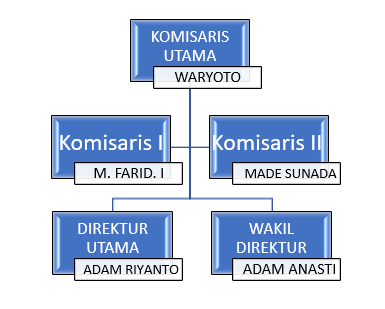 KOMISARIS
UTAMA
WARYOTO
Komisaris I
M. FARID. I
Komisaris II
MADE SUNADA
DIREKTUR
UTAMA
ADAM RIYANTO
WAKIL
DIREKTUR
ADAM ANASTI